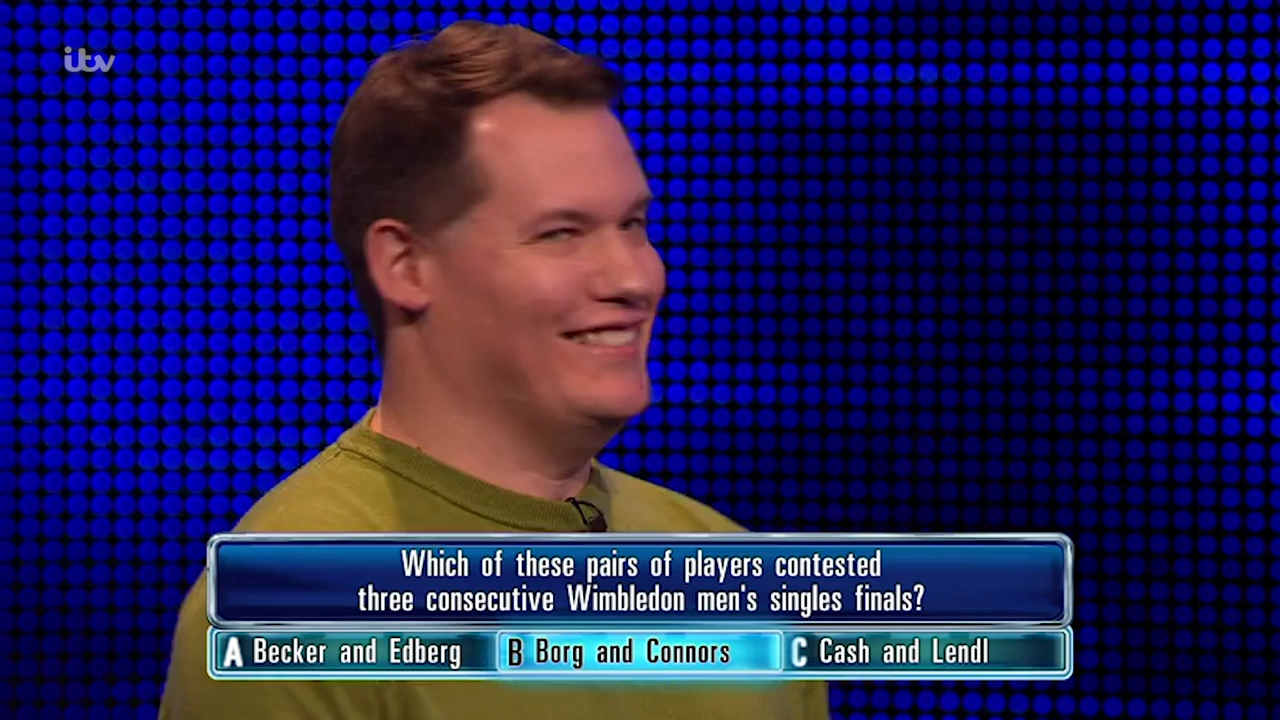 itv
Which of these pairs of players contested
three consecutive Wimbledon men's singles finals?
A Becker and Edberg B Borg and Connors C Cash and Lendl